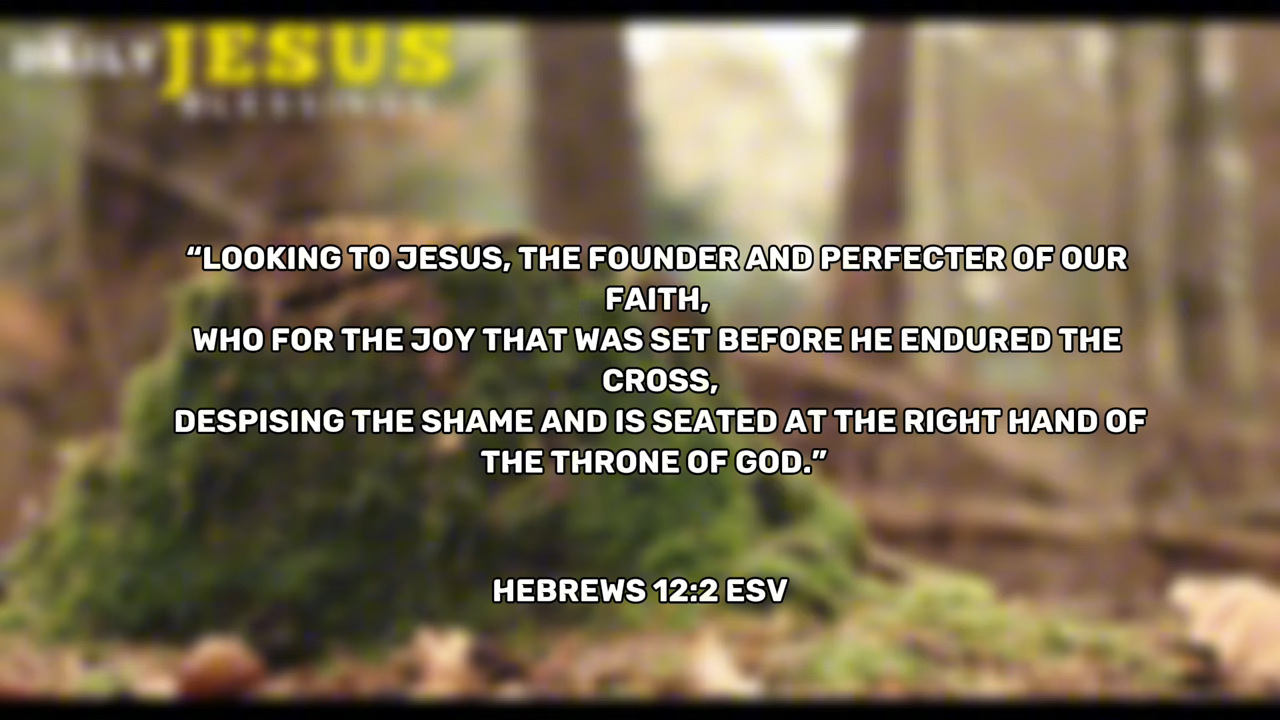 DAILY JESUS
BLESSINGS
“LOOKING TO JESUS, THE FOUNDER AND PERFECTER OF OUR
FAITH,
WHO FOR THE JOY THAT WAS SET BEFORE HE ENDURED THE
CROSS,
DESPISING THE SHAME AND IS SEATED AT THE RIGHT HAND OF
THE THRONE OF GOD.”
HEBREWS 12:2 ESV